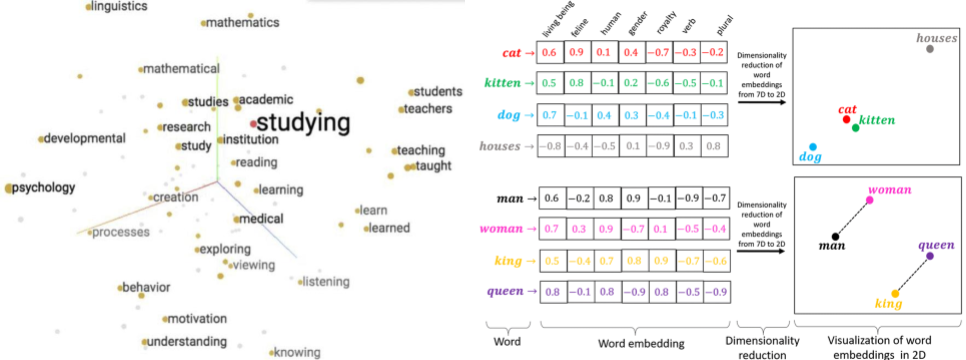 linguistics
mathematics
mathematical
studies
academic
studying
students
teachers
research
developmental
study
institution
teaching
taught
reading
psychology
creation
learning
medical
learn
learned
processes
exploring
viewing
listening
behavior
motivation
understanding
knowing
living being feline human gender royalty verb plural
cat → 0.6 0.9 0.1 0.4 −0.7 −0.3 −0.2
kitten → 0.5 0.8 −0.1 0.2 −0.6 −0.5 −0.1
dog → 0.7 −0.1 0.4 0.3 −0.4 −0.1 −0.3
houses → −0.8 −0.4 −0.5 0.1 −0.9 0.3 0.8
Dimensionality
reduction of
word
embeddings
from 7D to 2D
houses
cat
kitten
dog
man → 0.6 −0.2 0.8 0.9 −0.1 −0.9 −0.7
woman → 0.7 0.3 0.9 −0.7 0.1 −0.5 −0.4
king → 0.5 −0.4 0.7 0.8 0.9 −0.7 −0.6
queen → 0.8 −0.1 0.8 −0.9 0.8 −0.5 −0.9
Dimensionality
reduction of
word
embeddings
from 7D to 2D
woman
man
queen
king
Word
Word embedding
Dimensionality
reduction
Visualization of word
embeddings in 2D